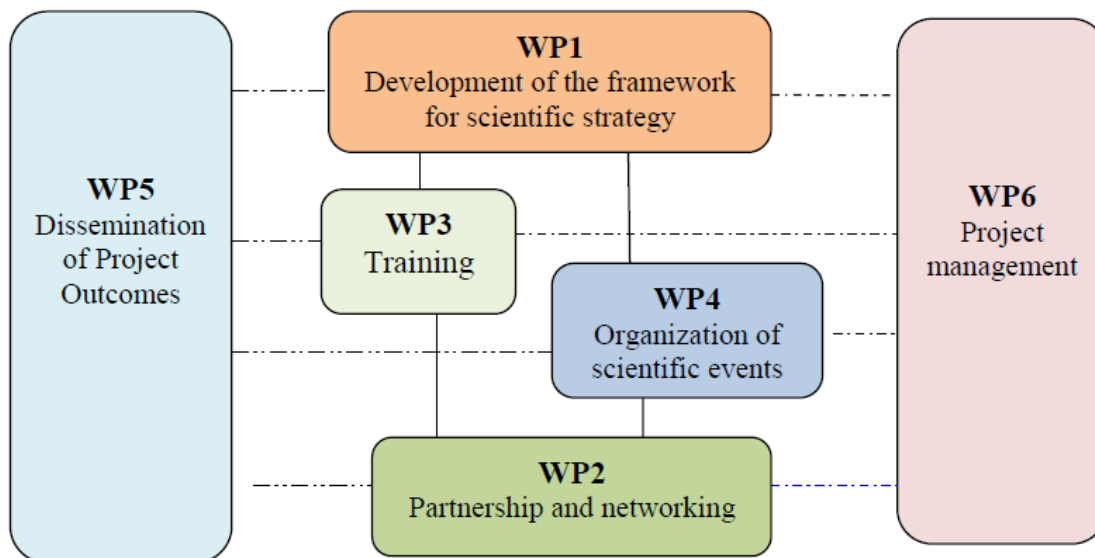 WP1
Development of the framework
for scientific strategy
WP5
Dissemination
of Project
Outcomes
WP3
Training
WP6
Project
management
WP4
Organization of
scientific events
WP2
Partnership and networking